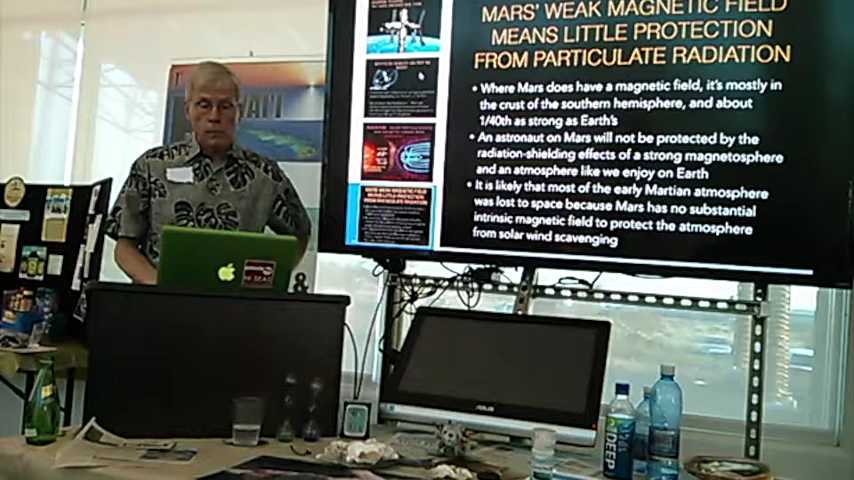 MARS' WEAK MAGNETIC FIELD
MEANS LITTLE PROTECTION
FROM PARTICULATE RADIATION
• Where Mars does have a magnetic field, it's mostly in
the crust of the southern hemisphere, and about
1/40th as strong as Earth's
• An astronaut on Mars will not be protected by the
radiation-shielding effects of a strong magnetosphere
and an atmosphere like we enjoy on Earth
• It is likely that most of the early Martian atmosphere
was lost to space because Mars has no substantial
intrinsic magnetic field to protect the atmosphere
from solar wind scavenging
ASUS
DEEP